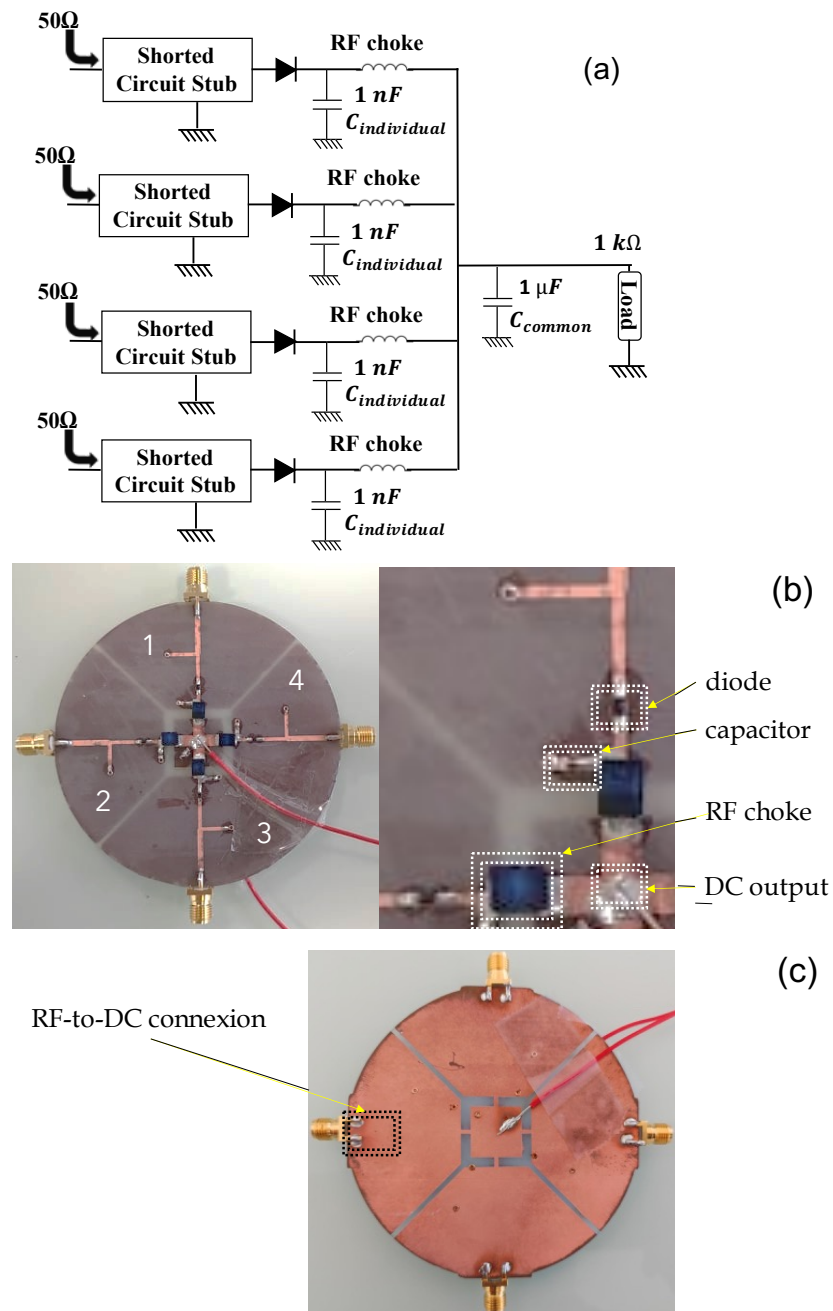 50Ω
Shorted
Circuit Stub
RF choke
1 nF
C_individual
(a)
50Ω
Shorted
Circuit Stub
RF choke
1 nF
C_individual
1 kΩ
Load
1 μF
C_common
50Ω
Shorted
Circuit Stub
RF choke
1 nF
C_individual
50Ω
Shorted
Circuit Stub
RF choke
1 nF
C_individual
(b)
1
4
2
3
diode
capacitor
RF choke
DC output
(c)
RF-to-DC connexion